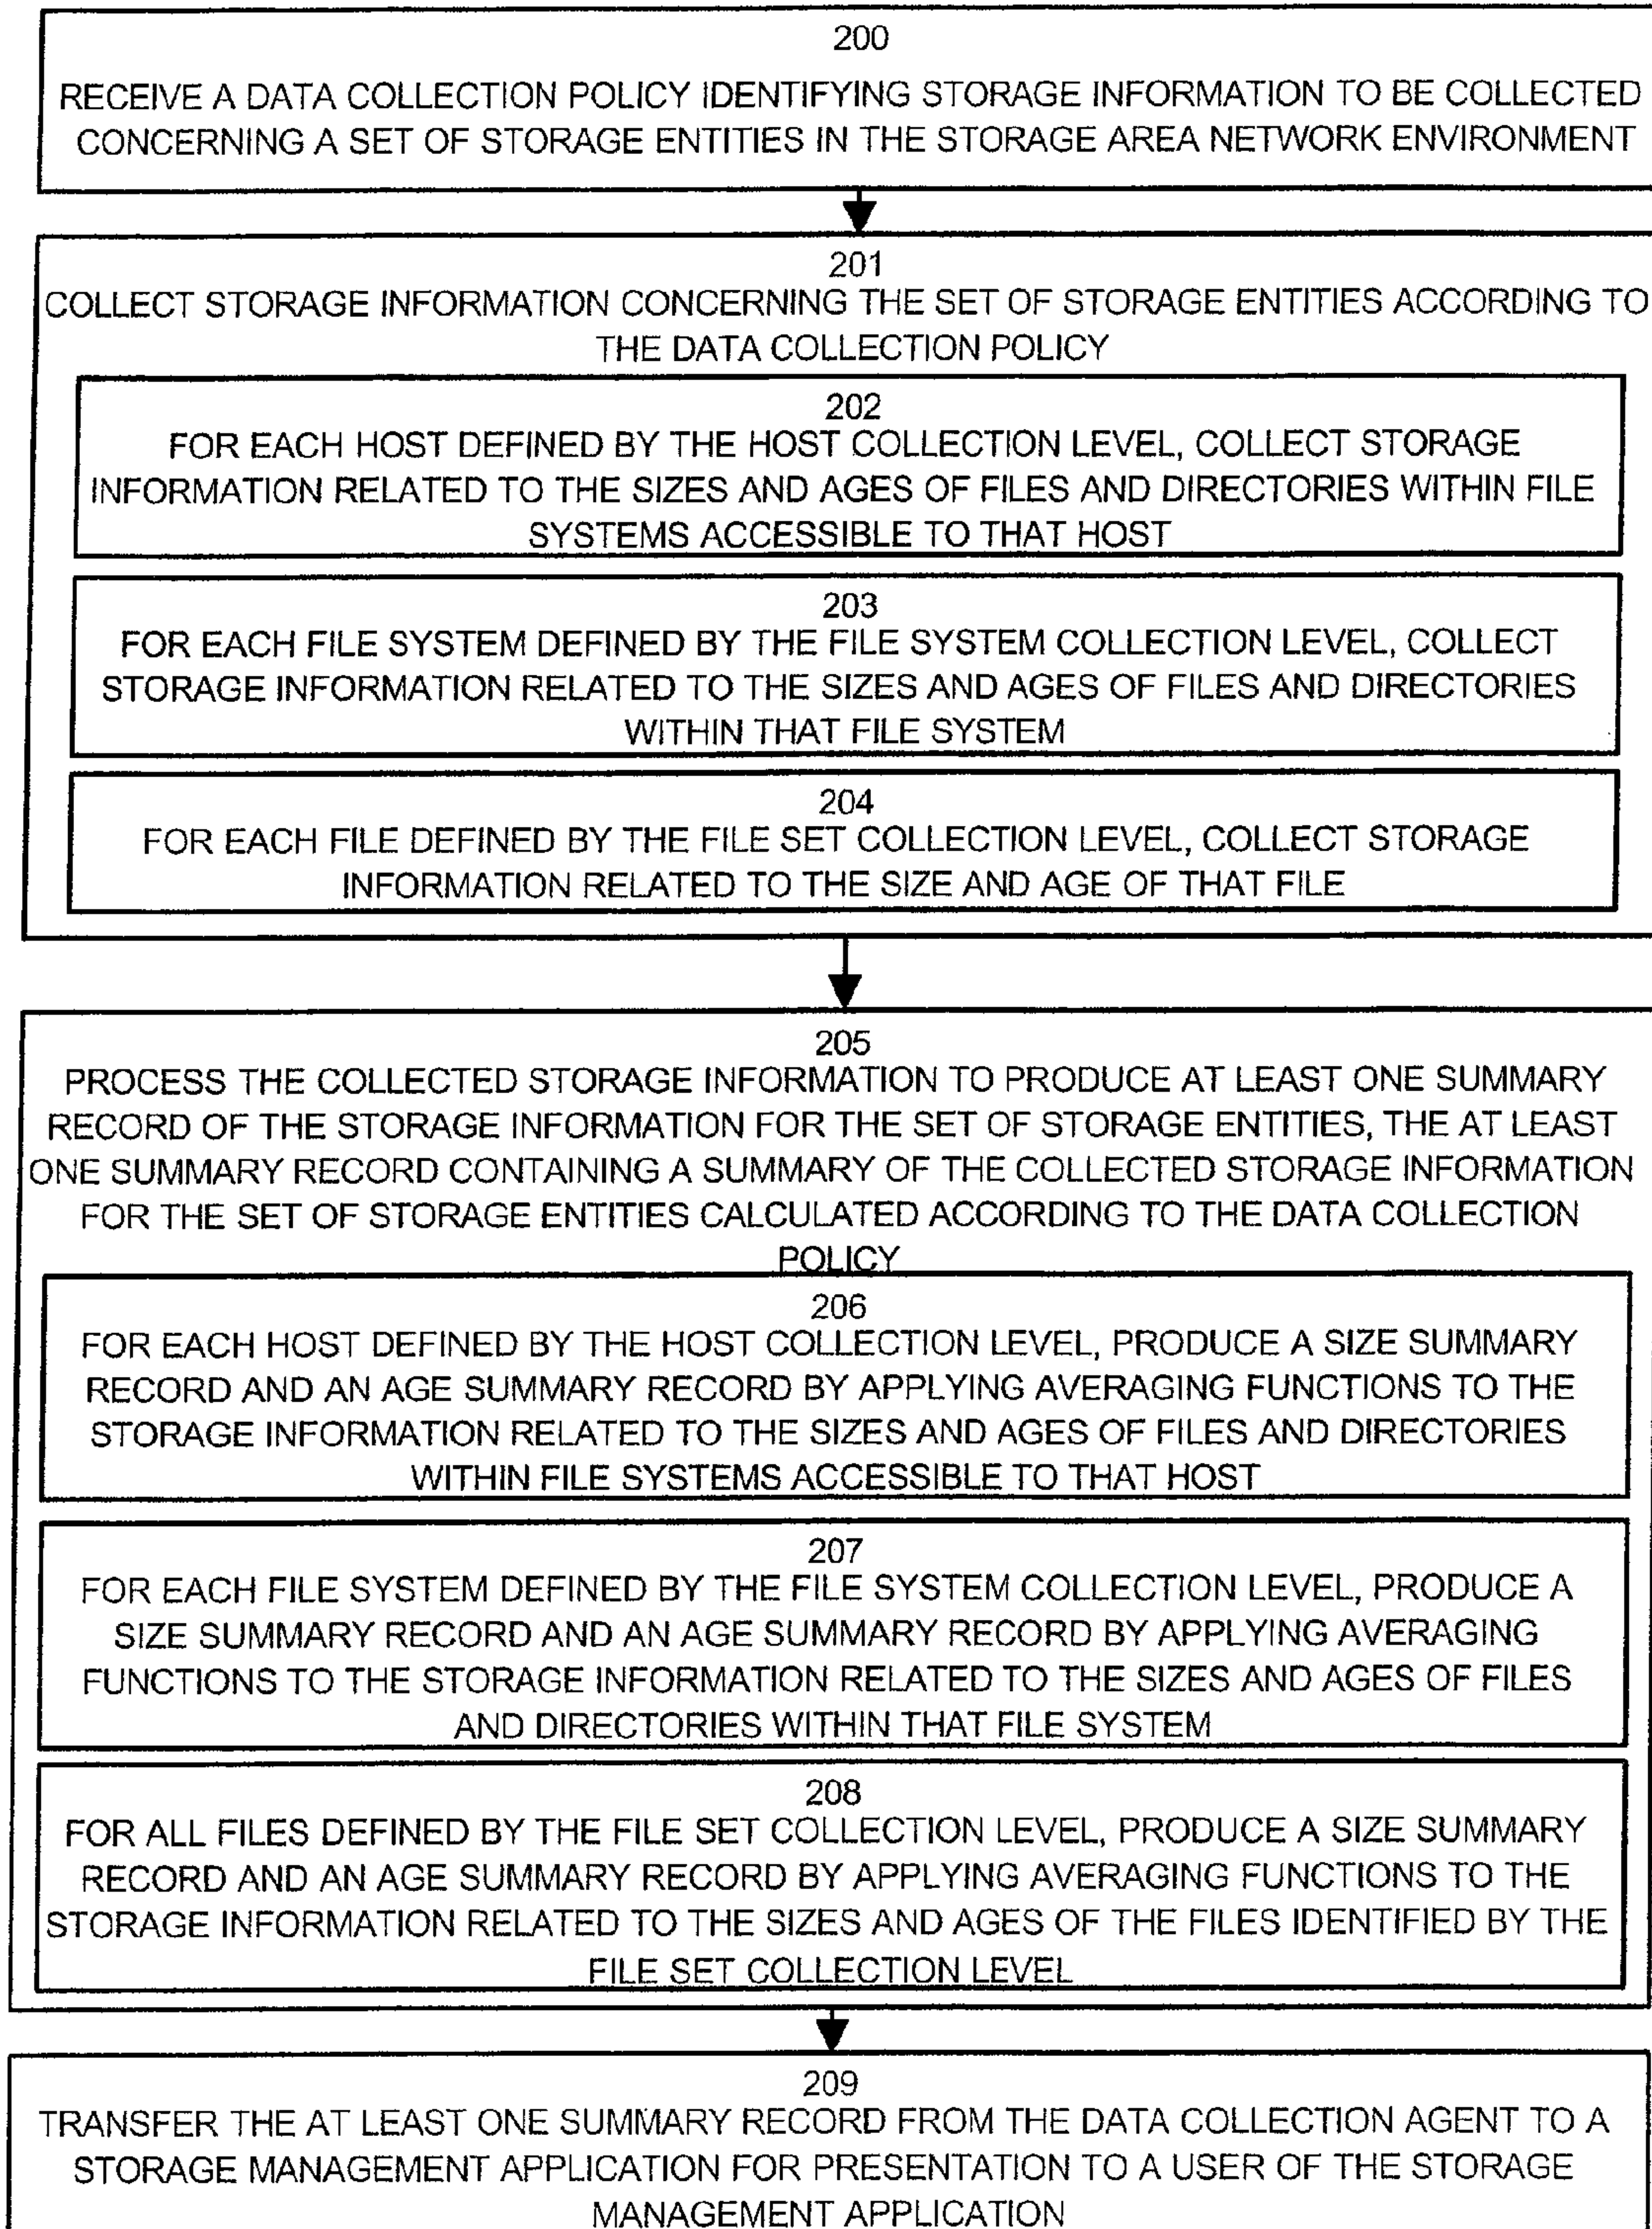 200
RECEIVE A DATA COLLECTION POLICY IDENTIFYING STORAGE INFORMATION TO BE COLLECTED
CONCERNING A SET OF STORAGE ENTITIES IN THE STORAGE AREA NETWORK ENVIRONMENT
201
COLLECT STORAGE INFORMATION CONCERNING THE SET OF STORAGE ENTITIES ACCORDING TO
THE DATA COLLECTION POLICY
202
FOR EACH HOST DEFINED BY THE HOST COLLECTION LEVEL, COLLECT STORAGE
INFORMATION RELATED TO THE SIZES AND AGES OF FILES AND DIRECTORIES WITHIN FILE
SYSTEMS ACCESSIBLE TO THAT HOST
203
FOR EACH FILE SYSTEM DEFINED BY THE FILE SYSTEM COLLECTION LEVEL, COLLECT
STORAGE INFORMATION RELATED TO THE SIZES AND AGES OF FILES AND DIRECTORIES
WITHIN THAT FILE SYSTEM
204
FOR EACH FILE DEFINED BY THE FILE SET COLLECTION LEVEL, COLLECT STORAGE
INFORMATION RELATED TO THE SIZE AND AGE OF THAT FILE
205
PROCESS THE COLLECTED STORAGE INFORMATION TO PRODUCE AT LEAST ONE SUMMARY
RECORD OF THE STORAGE INFORMATION FOR THE SET OF STORAGE ENTITIES, THE AT LEAST
ONE SUMMARY RECORD CONTAINING A SUMMARY OF THE COLLECTED STORAGE INFORMATION
FOR THE SET OF STORAGE ENTITIES CALCULATED ACCORDING TO THE DATA COLLECTION
POLICY
206
FOR EACH HOST DEFINED BY THE HOST COLLECTION LEVEL, PRODUCE A SIZE SUMMARY
RECORD AND AN AGE SUMMARY RECORD BY APPLYING AVERAGING FUNCTIONS TO THE
STORAGE INFORMATION RELATED TO THE SIZES AND AGES OF FILES AND DIRECTORIES
WITHIN FILE SYSTEMS ACCESSIBLE TO THAT HOST
207
FOR EACH FILE SYSTEM DEFINED BY THE FILE SYSTEM COLLECTION LEVEL, PRODUCE A
SIZE SUMMARY RECORD AND AN AGE SUMMARY RECORD BY APPLYING AVERAGING
FUNCTIONS TO THE STORAGE INFORMATION RELATED TO THE SIZES AND AGES OF FILES
AND DIRECTORIES WITHIN THAT FILE SYSTEM
208
FOR ALL FILES DEFINED BY THE FILE SET COLLECTION LEVEL, PRODUCE A SIZE SUMMARY
RECORD AND AN AGE SUMMARY RECORD BY APPLYING AVERAGING FUNCTIONS TO THE
STORAGE INFORMATION RELATED TO THE SIZES AND AGES OF THE FILES IDENTIFIED BY THE
FILE SET COLLECTION LEVEL
209
TRANSFER THE AT LEAST ONE SUMMARY RECORD FROM THE DATA COLLECTION AGENT TO A
STORAGE MANAGEMENT APPLICATION FOR PRESENTATION TO A USER OF THE STORAGE
MANAGEMENT APPLICATION